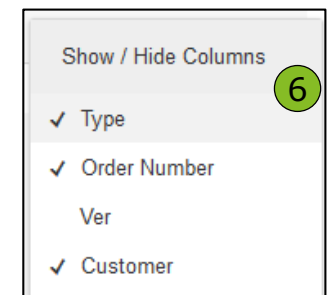 Show / Hide Columns
6
✓ Type
✓ Order Number
Ver
✓ Customer